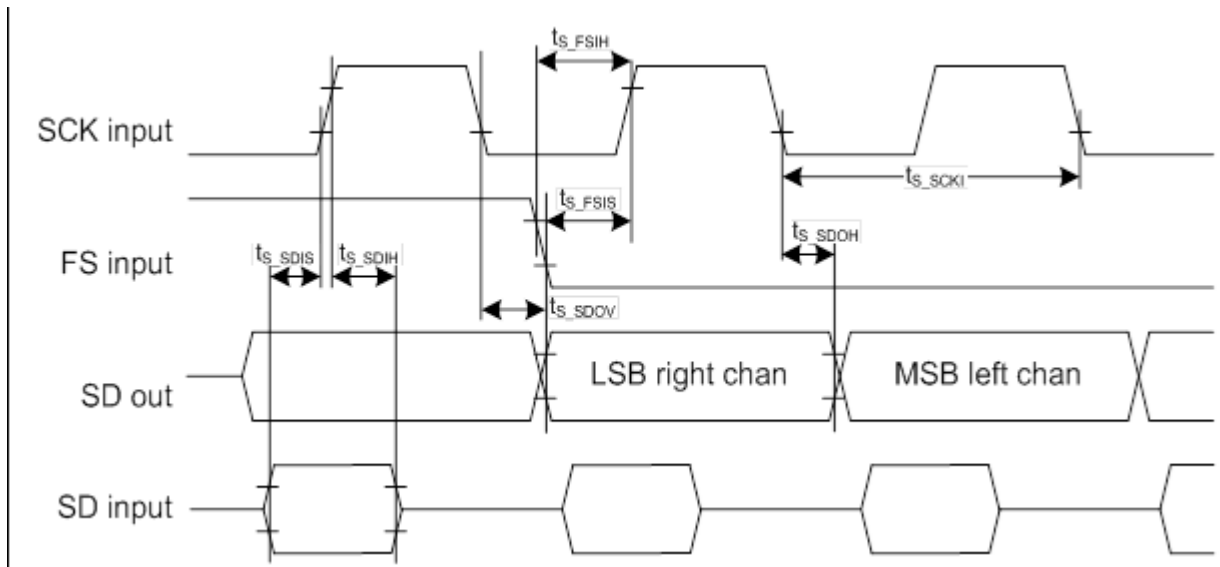 tS_FSIH
SCK input
tS_SCKI
tS_FSIS
tS_SDOH
tS_SDIS tS_SDIH
FS input
tS_SDOV
LSB right chan MSB left chan
SD out
SD input